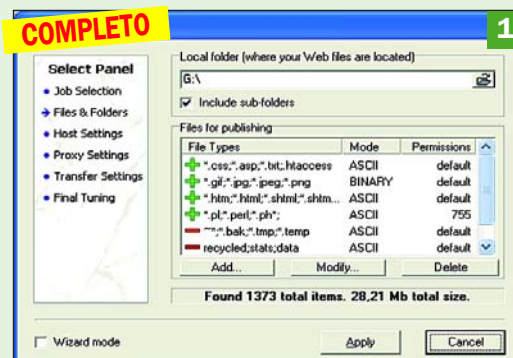 COMPLETO
1
Select Panel
Job Selection
Files & Folders
Host Settings
Proxy Settings
Transfer Settings
Final Tuning
Local folder (where your Web files are located)
G:\
Include sub-folders
Files for publishing
File Types Mode Permissions
*.css;*.asp;*.txt;.htaccess ASCII default
*.gif;*.jpg;*.jpeg;*.png BINARY default
*.htm;*.html;*.shtml;*.shtm... ASCII default
*.pl;*.perl;*.ph*; ASCII 755
~*;*.bak;*.tmp;*.temp ASCII default
recycled;stats;data ASCII default
Add... Modify... Delete
Found 1373 total items. 28,21 Mb total size.
Wizard mode
Apply Cancel